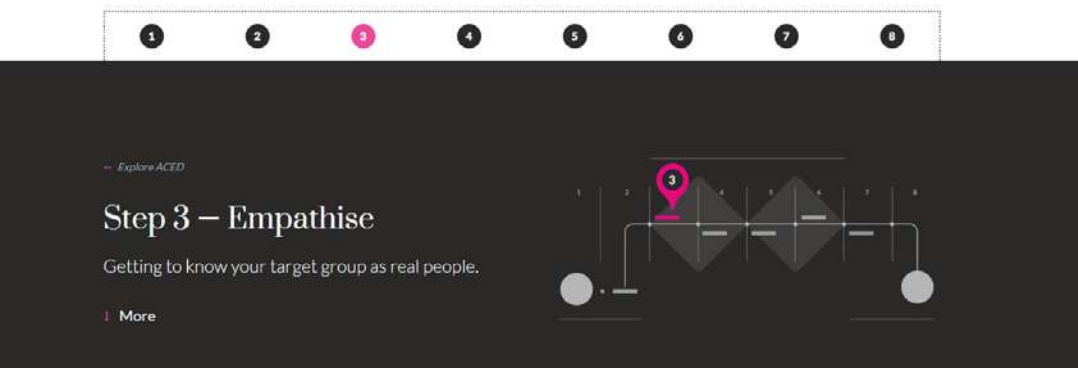 1 2 3 4 5 6 7 8
← Explore ACED
Step 3 – Empathise
Getting to know your target group as real people.
↓ More
1 2 3 4 5 6 7 8